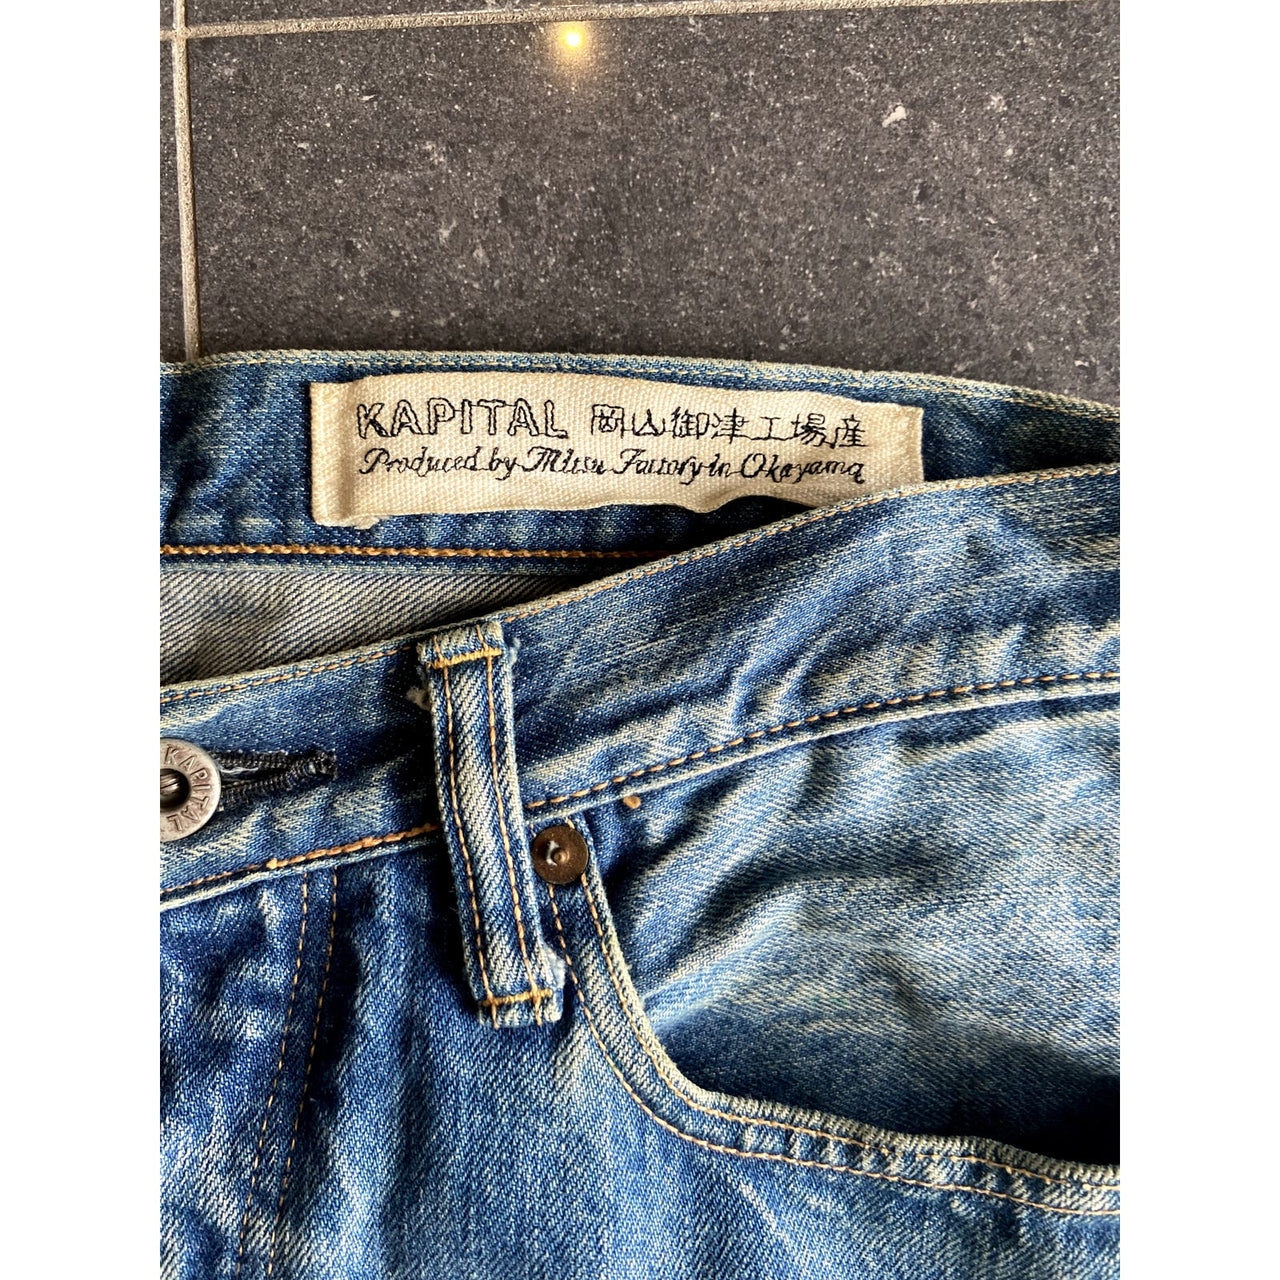 KAPITAL 岡山御津工場産
Produced by Mitsu Factory in Okayama
KAPITAL